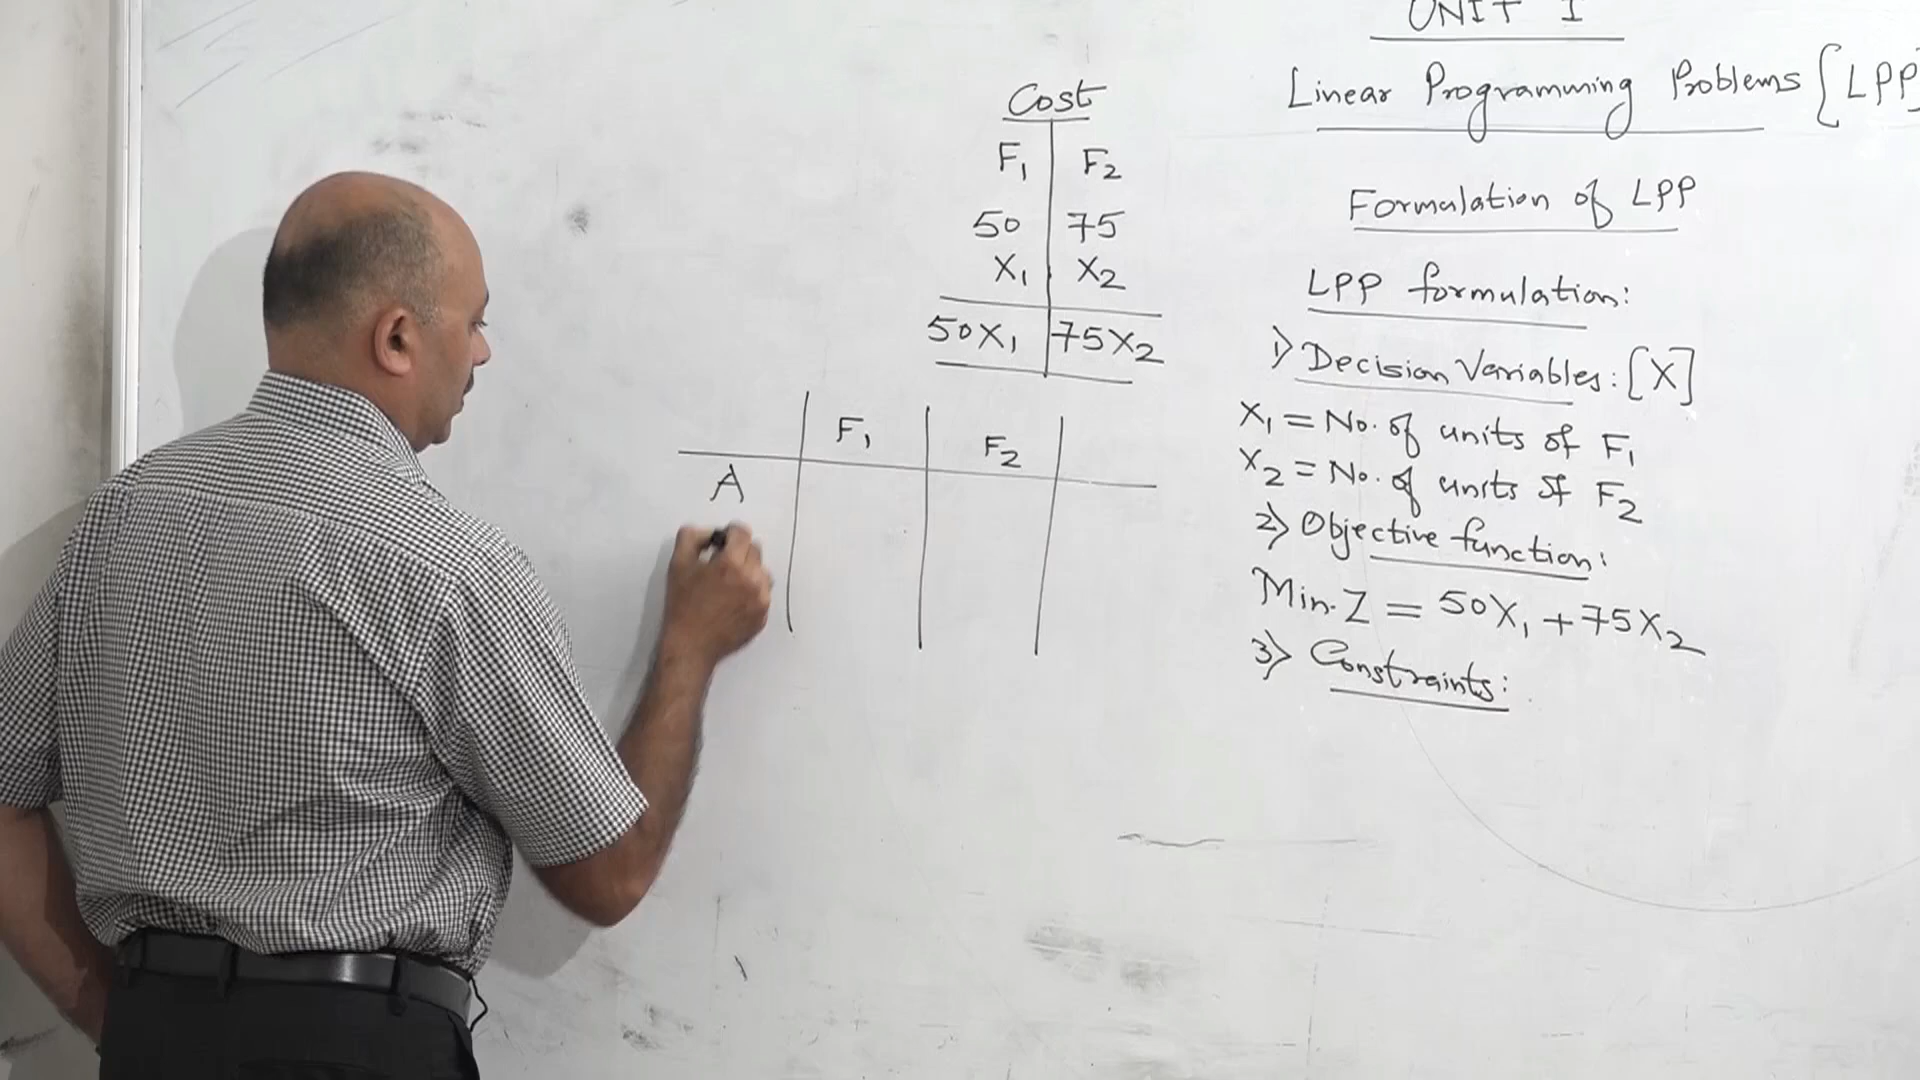 UNIT I
Linear Programming Problems [LPP]
Formulation of LPP
LPP formulation:
1) Decision Variables: [X]
X₁ = No. of units of F₁
X₂ = No. of units of F₂
2) Objective function:
Min. Z = 50X₁ + 75X₂
3) Constraints:
Cost
F₁ F₂
50 75
X₁ X₂
50X₁ 75X₂
F₁ F₂
A